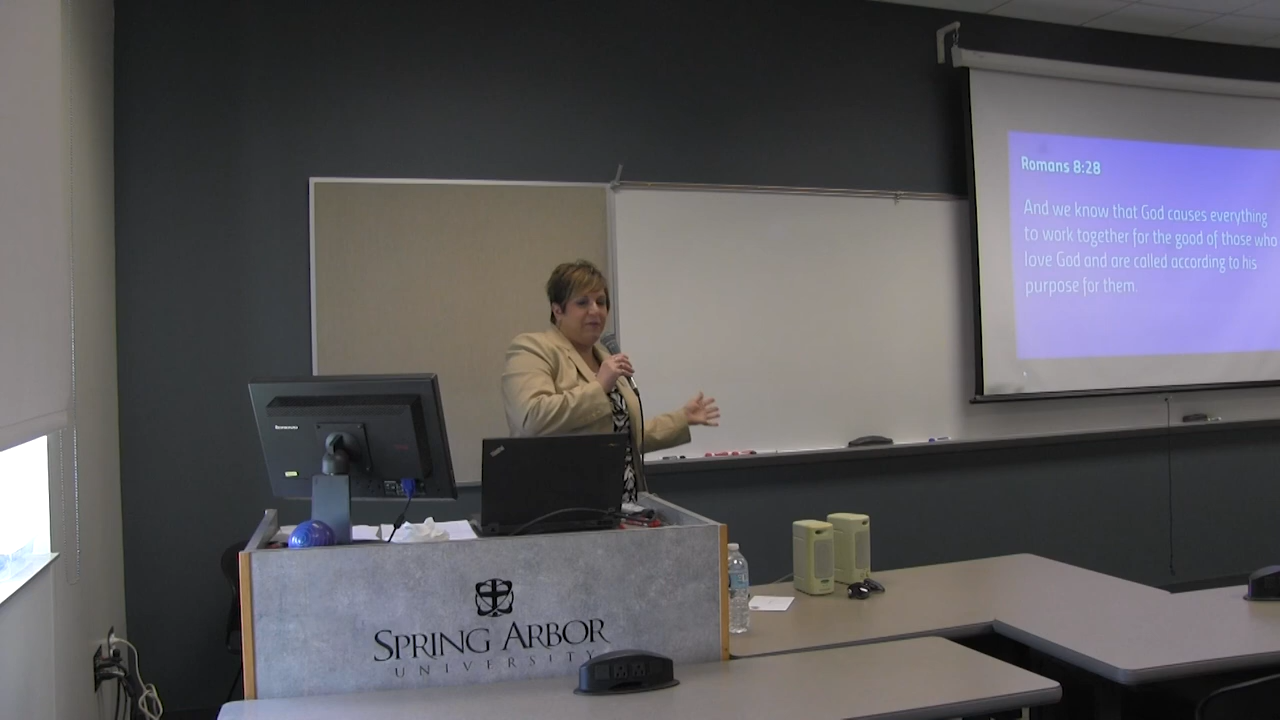 Romans 8:28
And we know that God causes everything
to work together for the good of those who
love God and are called according to his
purpose for them.
lenovo
SPRING ARBOR
UNIVERSITY